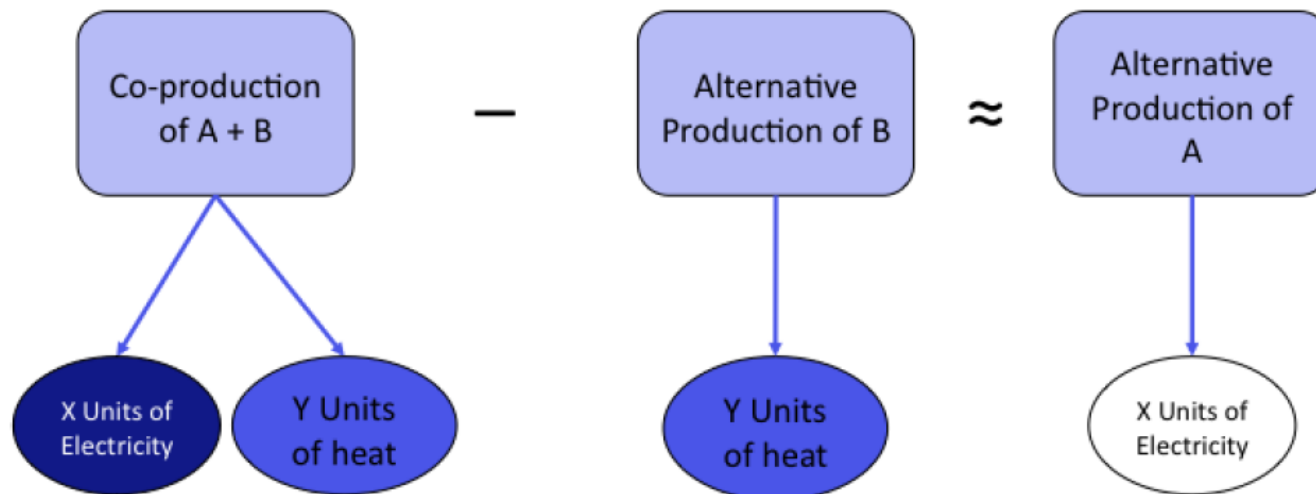 Co-production
of A + B
–
Alternative
Production of B
≈
Alternative
Production of
A
X Units of
Electricity
Y Units
of heat
Y Units
of heat
X Units of
Electricity